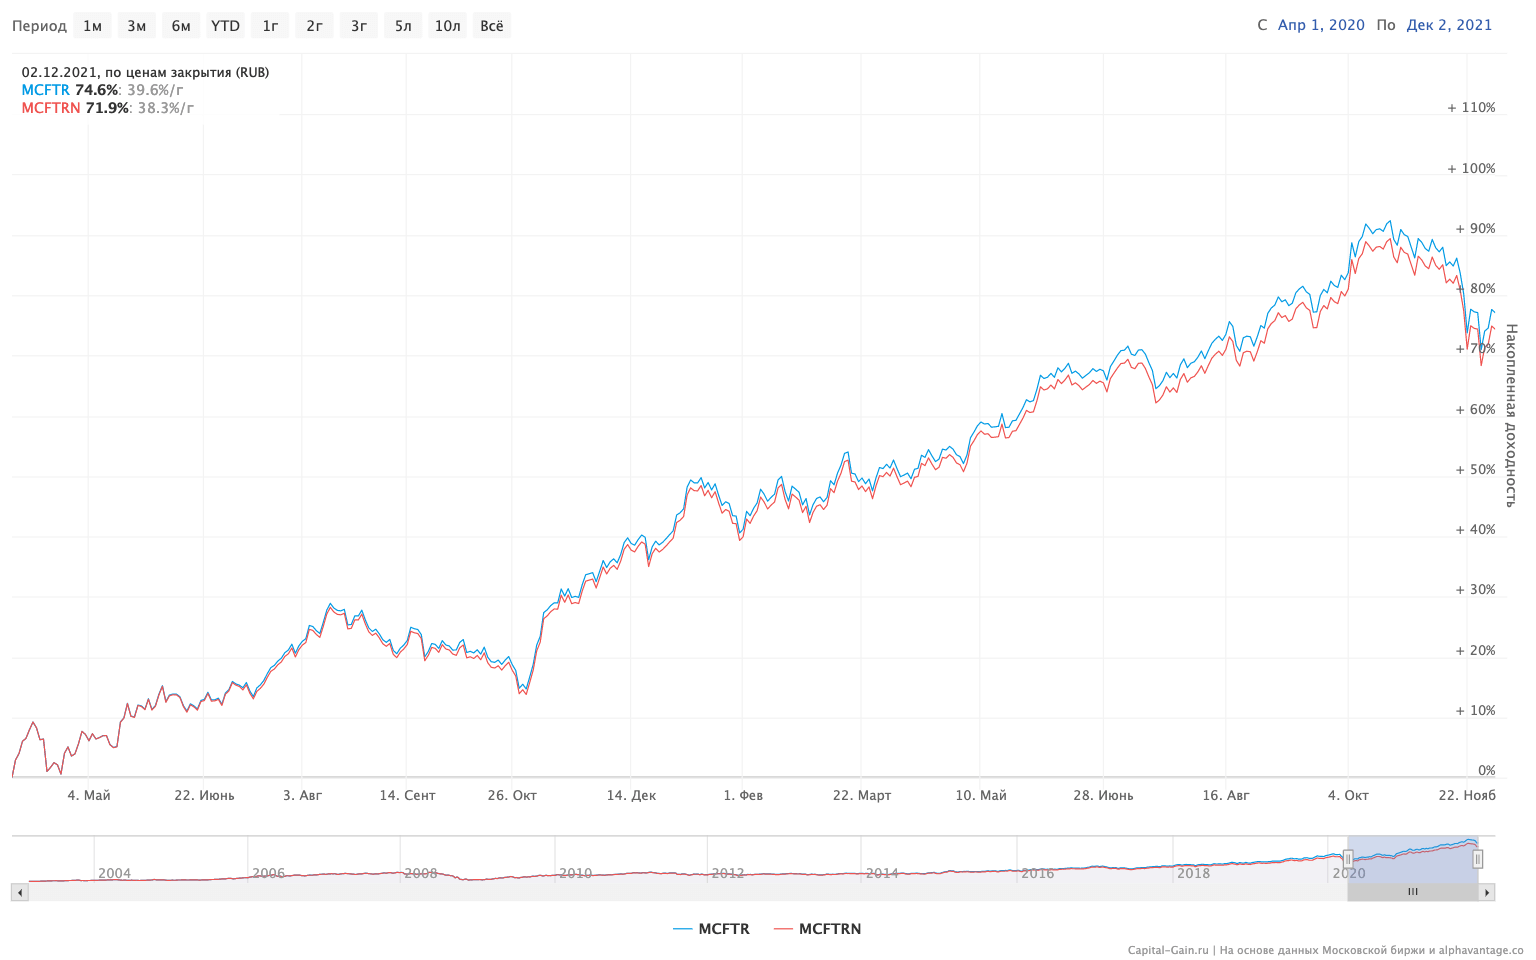 Период 1м 3м 6м YTD 1г 2г 3г 5л 10л Всё С Апр 1, 2020 По Дек 2, 2021
02.12.2021, по ценам закрытия (RUB)
MCFTR 74.6%: 39.6%/г
MCFTRN 71.9%: 38.3%/г
+ 110%
+ 100%
+ 90%
+ 80%
+ 70%
+ 60%
+ 50%
+ 40%
+ 30%
+ 20%
+ 10%
0%
Накопленная доходность
4. Май 22. Июнь 3. Авг 14. Сент 26. Окт 14. Дек 1. Фев 22. Март 10. Май 28. Июнь 16. Авг 4. Окт 22. Нояб
2004 2006 2008 2010 2012 2014 2016 2018 2020
MCFTR MCFTRN
Capital-Gain.ru | На основе данных Московской биржи и alphavantage.co